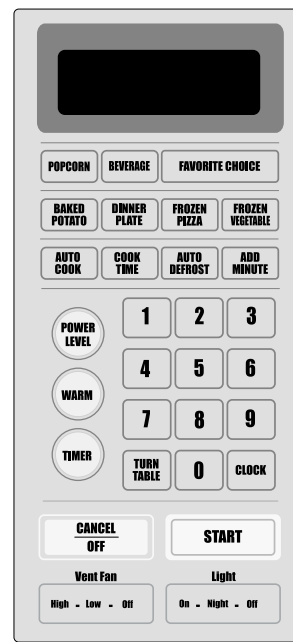 POPCORN BEVERAGE FAVORITE CHOICE
BAKED POTATO DINNER PLATE FROZEN PIZZA FROZEN VEGETABLE
AUTO COOK COOK TIME AUTO DEFROST ADD MINUTE
POWER LEVEL 1 2 3
WARM 4 5 6
TIMER 7 8 9
TURN TABLE 0 CLOCK
CANCEL
OFF
START
Vent Fan Light
High - Low - Off On - Night - Off